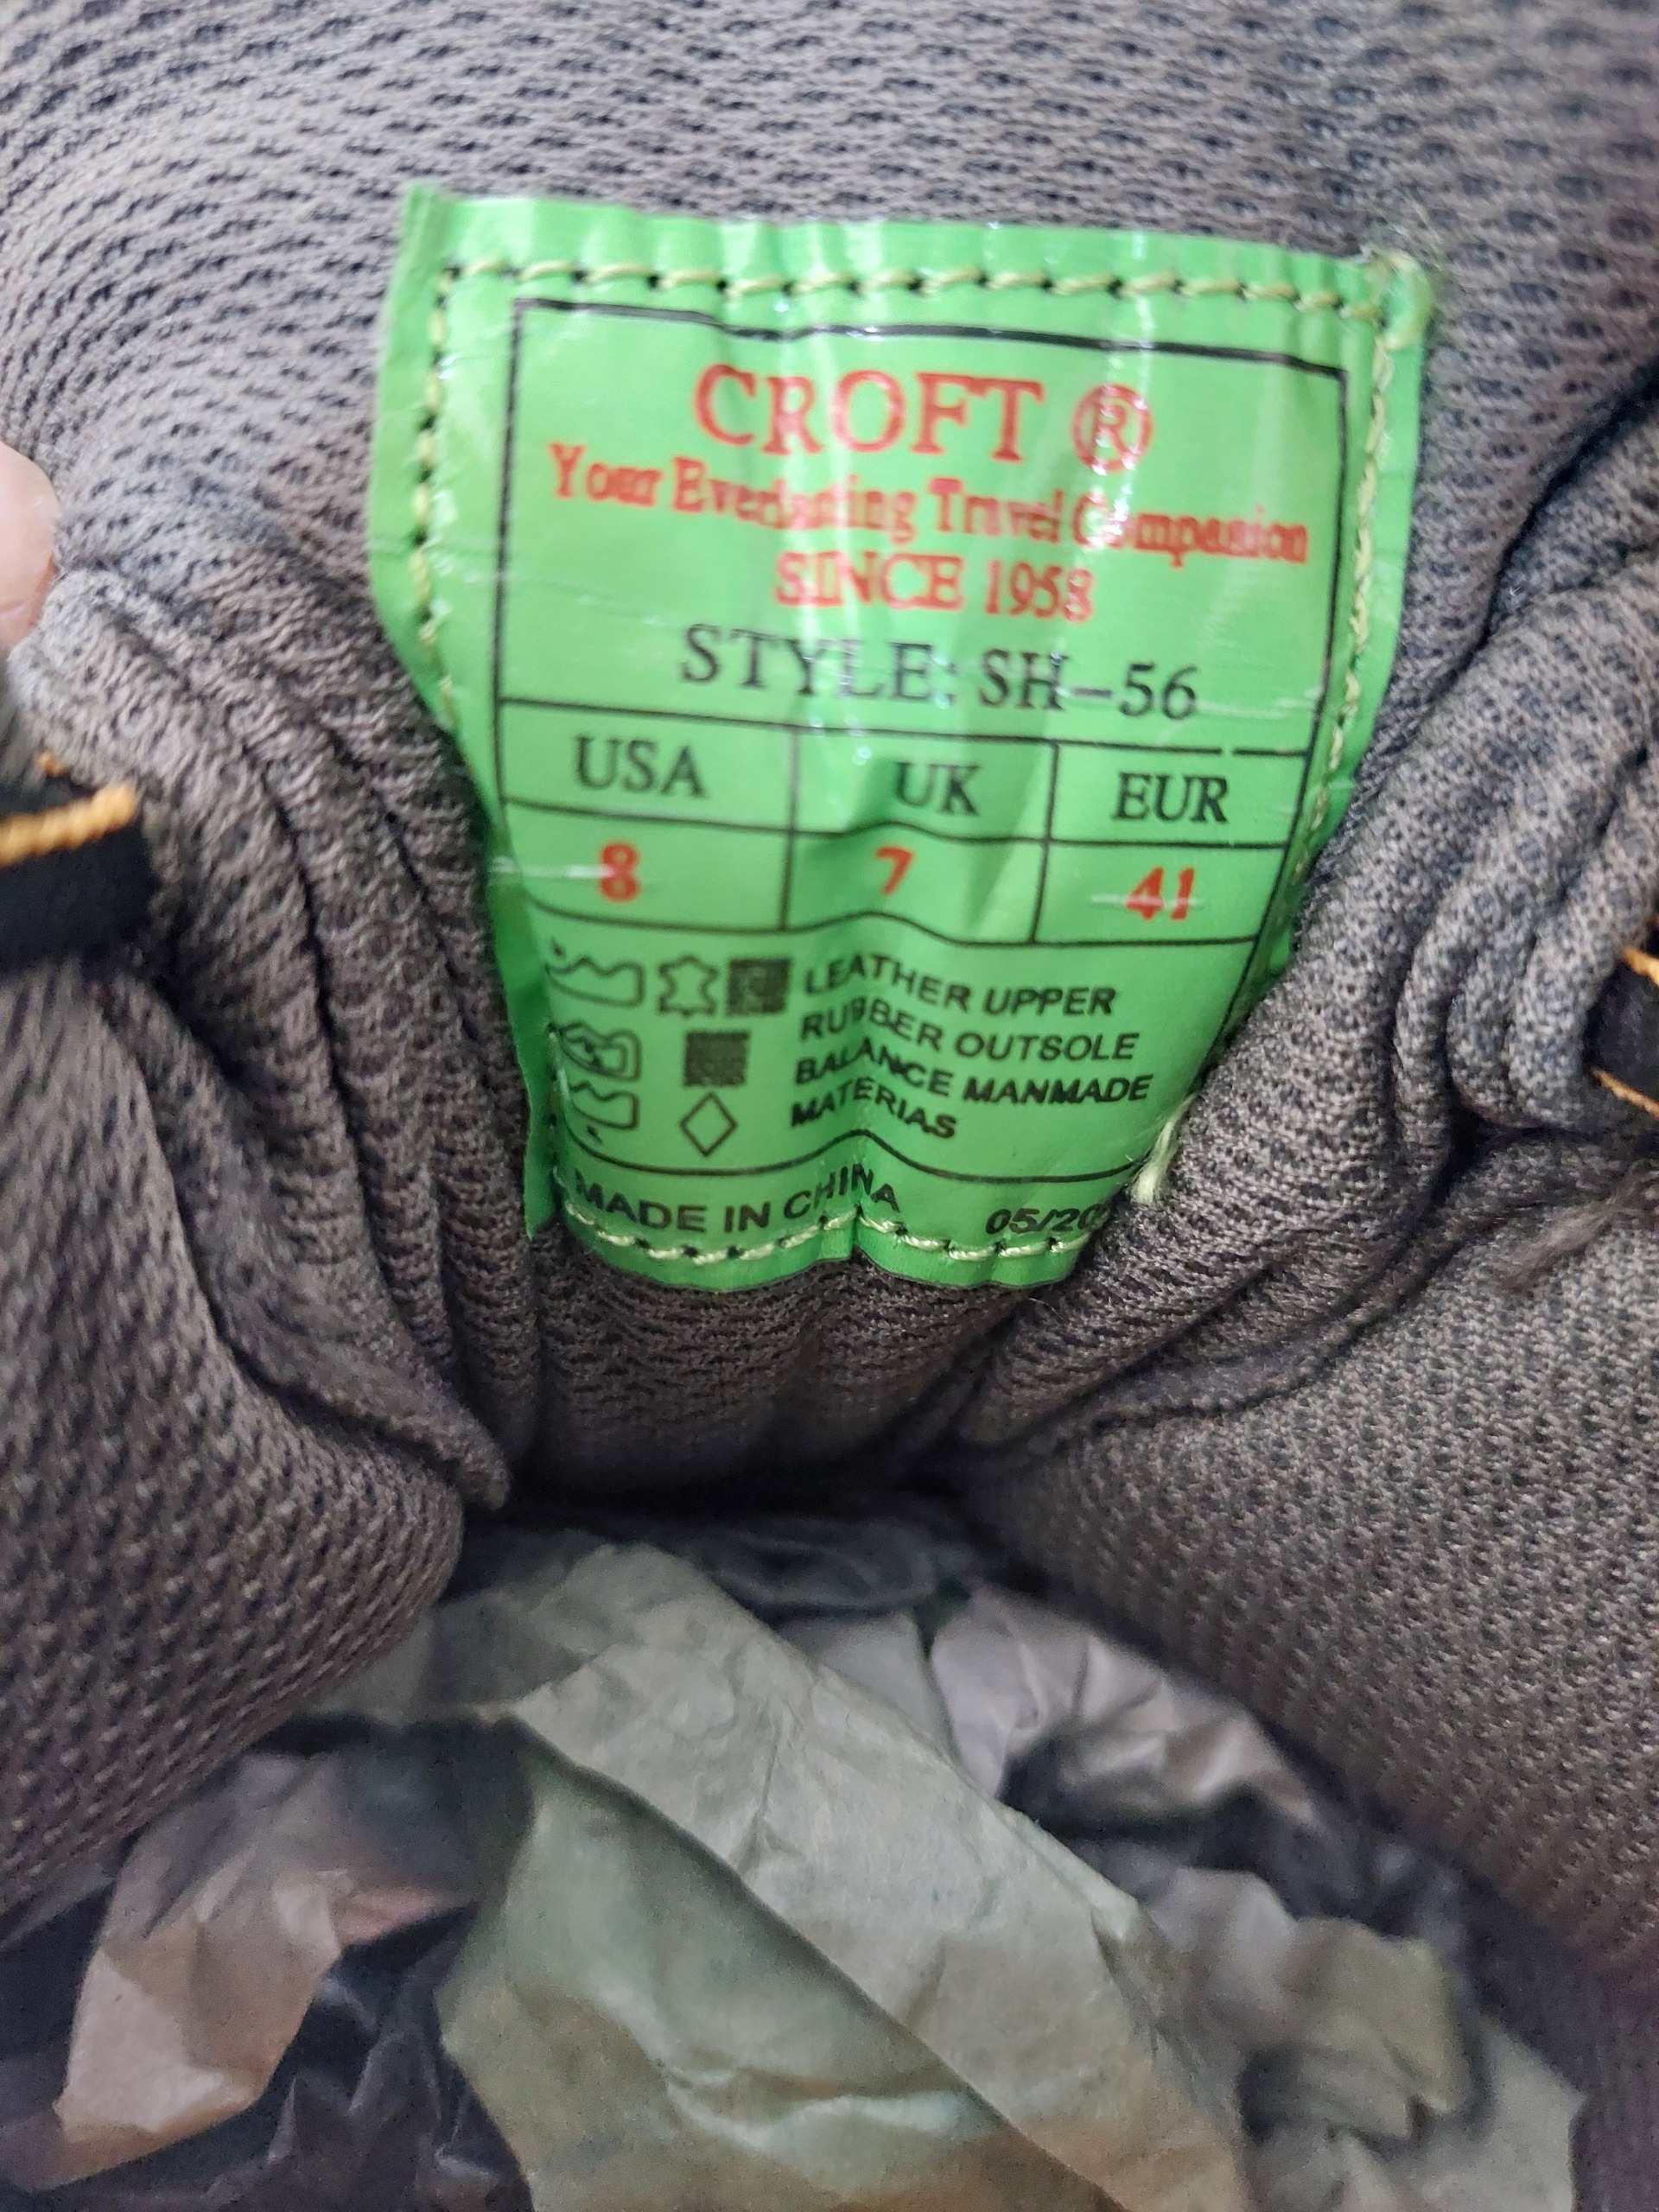 CROFT ®
Your Everlasting Travel Companion
SINCE 1958
STYLE: SH-56
USA UK EUR
8 7 41
LEATHER UPPER
RUBBER OUTSOLE
BALANCE MANMADE
MATERIAS
MADE IN CHINA